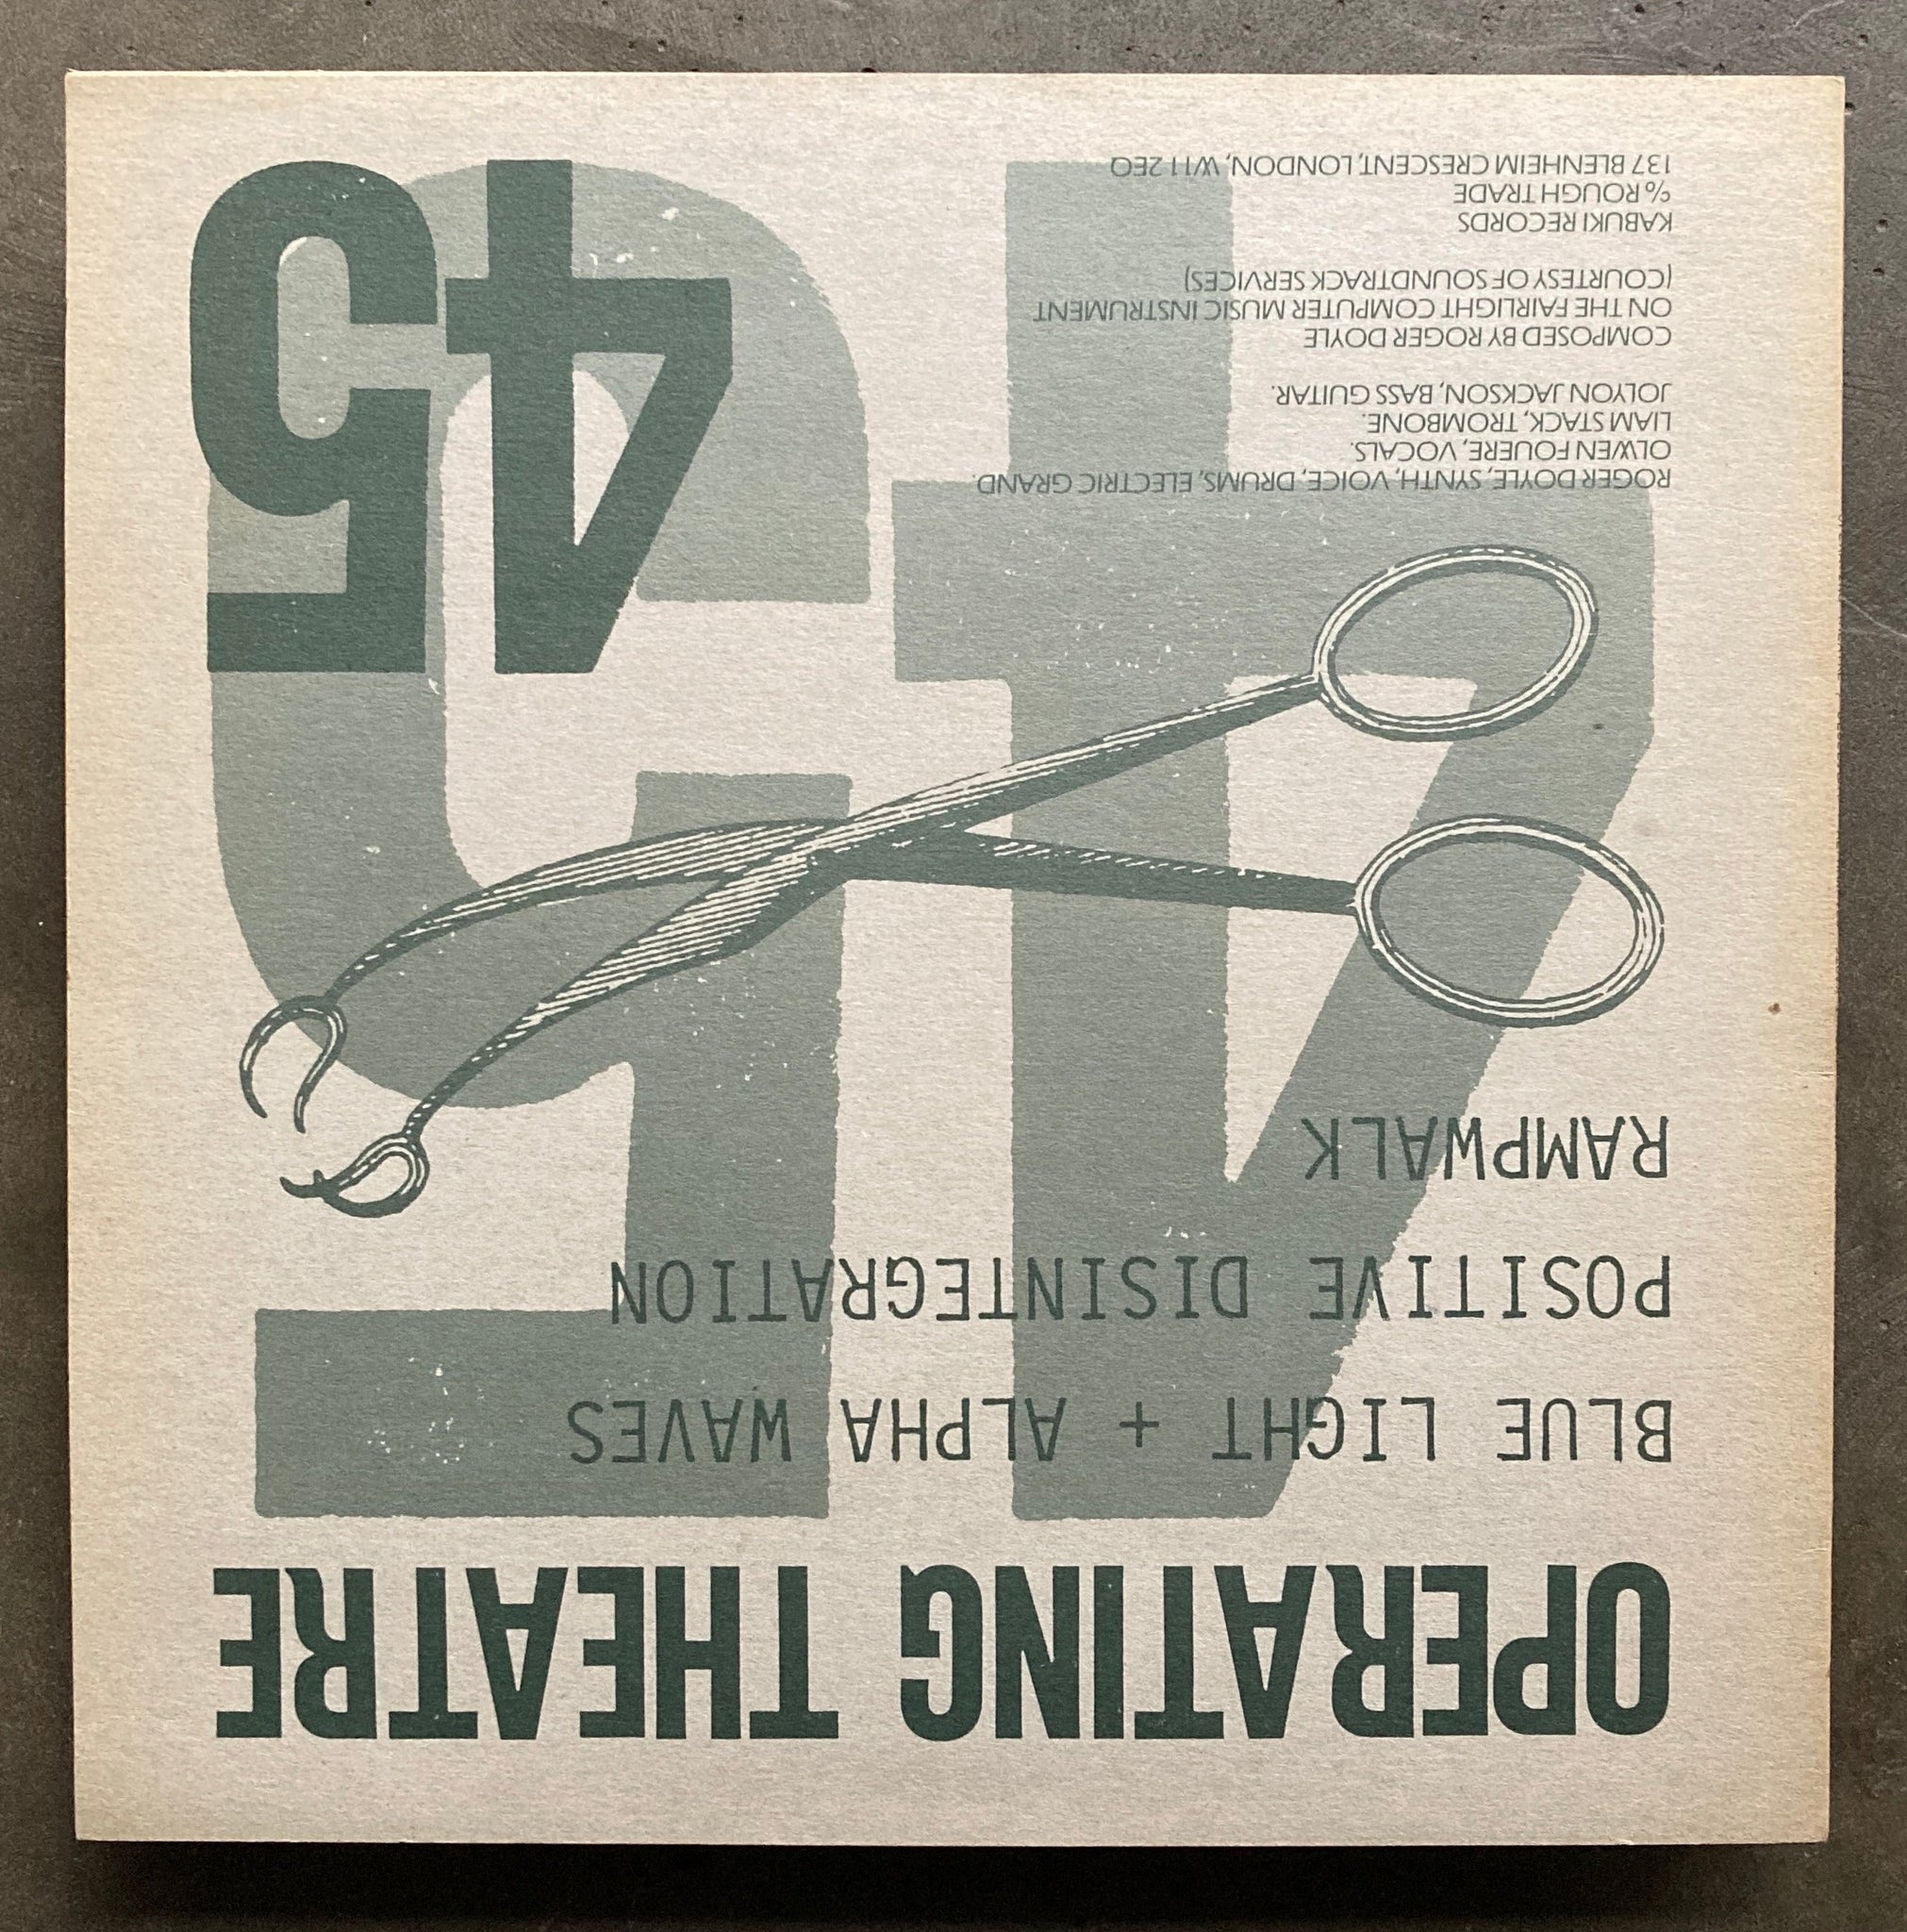 OPERATING THEATRE
BLUE LIGHT + ALPHA WAVES
POSITIVE DISINTEGRATION
RAMPWALK
45
ROGER DOYLE, SYNTH, VOICE, DRUMS, ELECTRIC GRAND.
OLWEN FOUERE, VOCALS.
LIAM STACK, TROMBONE.
JOLYON JACKSON, BASS GUITAR.
COMPOSED BY ROGER DOYLE
ON THE FAIRLIGHT COMPUTER MUSIC INSTRUMENT
(COURTESY OF SOUNDTRACK SERVICES)
KABUKI RECORDS
% ROUGH TRADE
137 BLENHEIM CRESCENT, LONDON, W11 2EQ
45